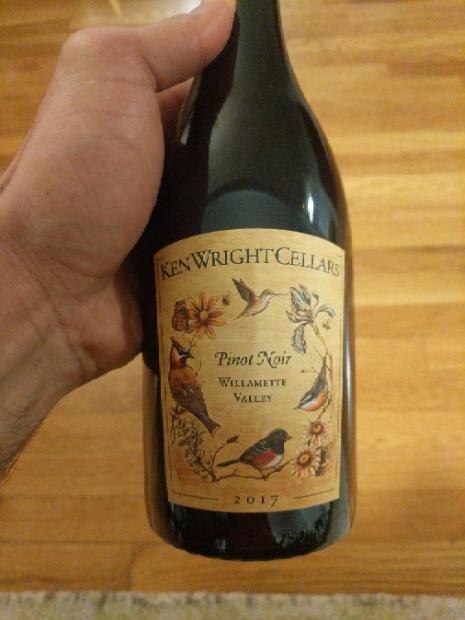 KEN WRIGHT CELLARS
Pinot Noir
WILLAMETTE
VALLEY
2017